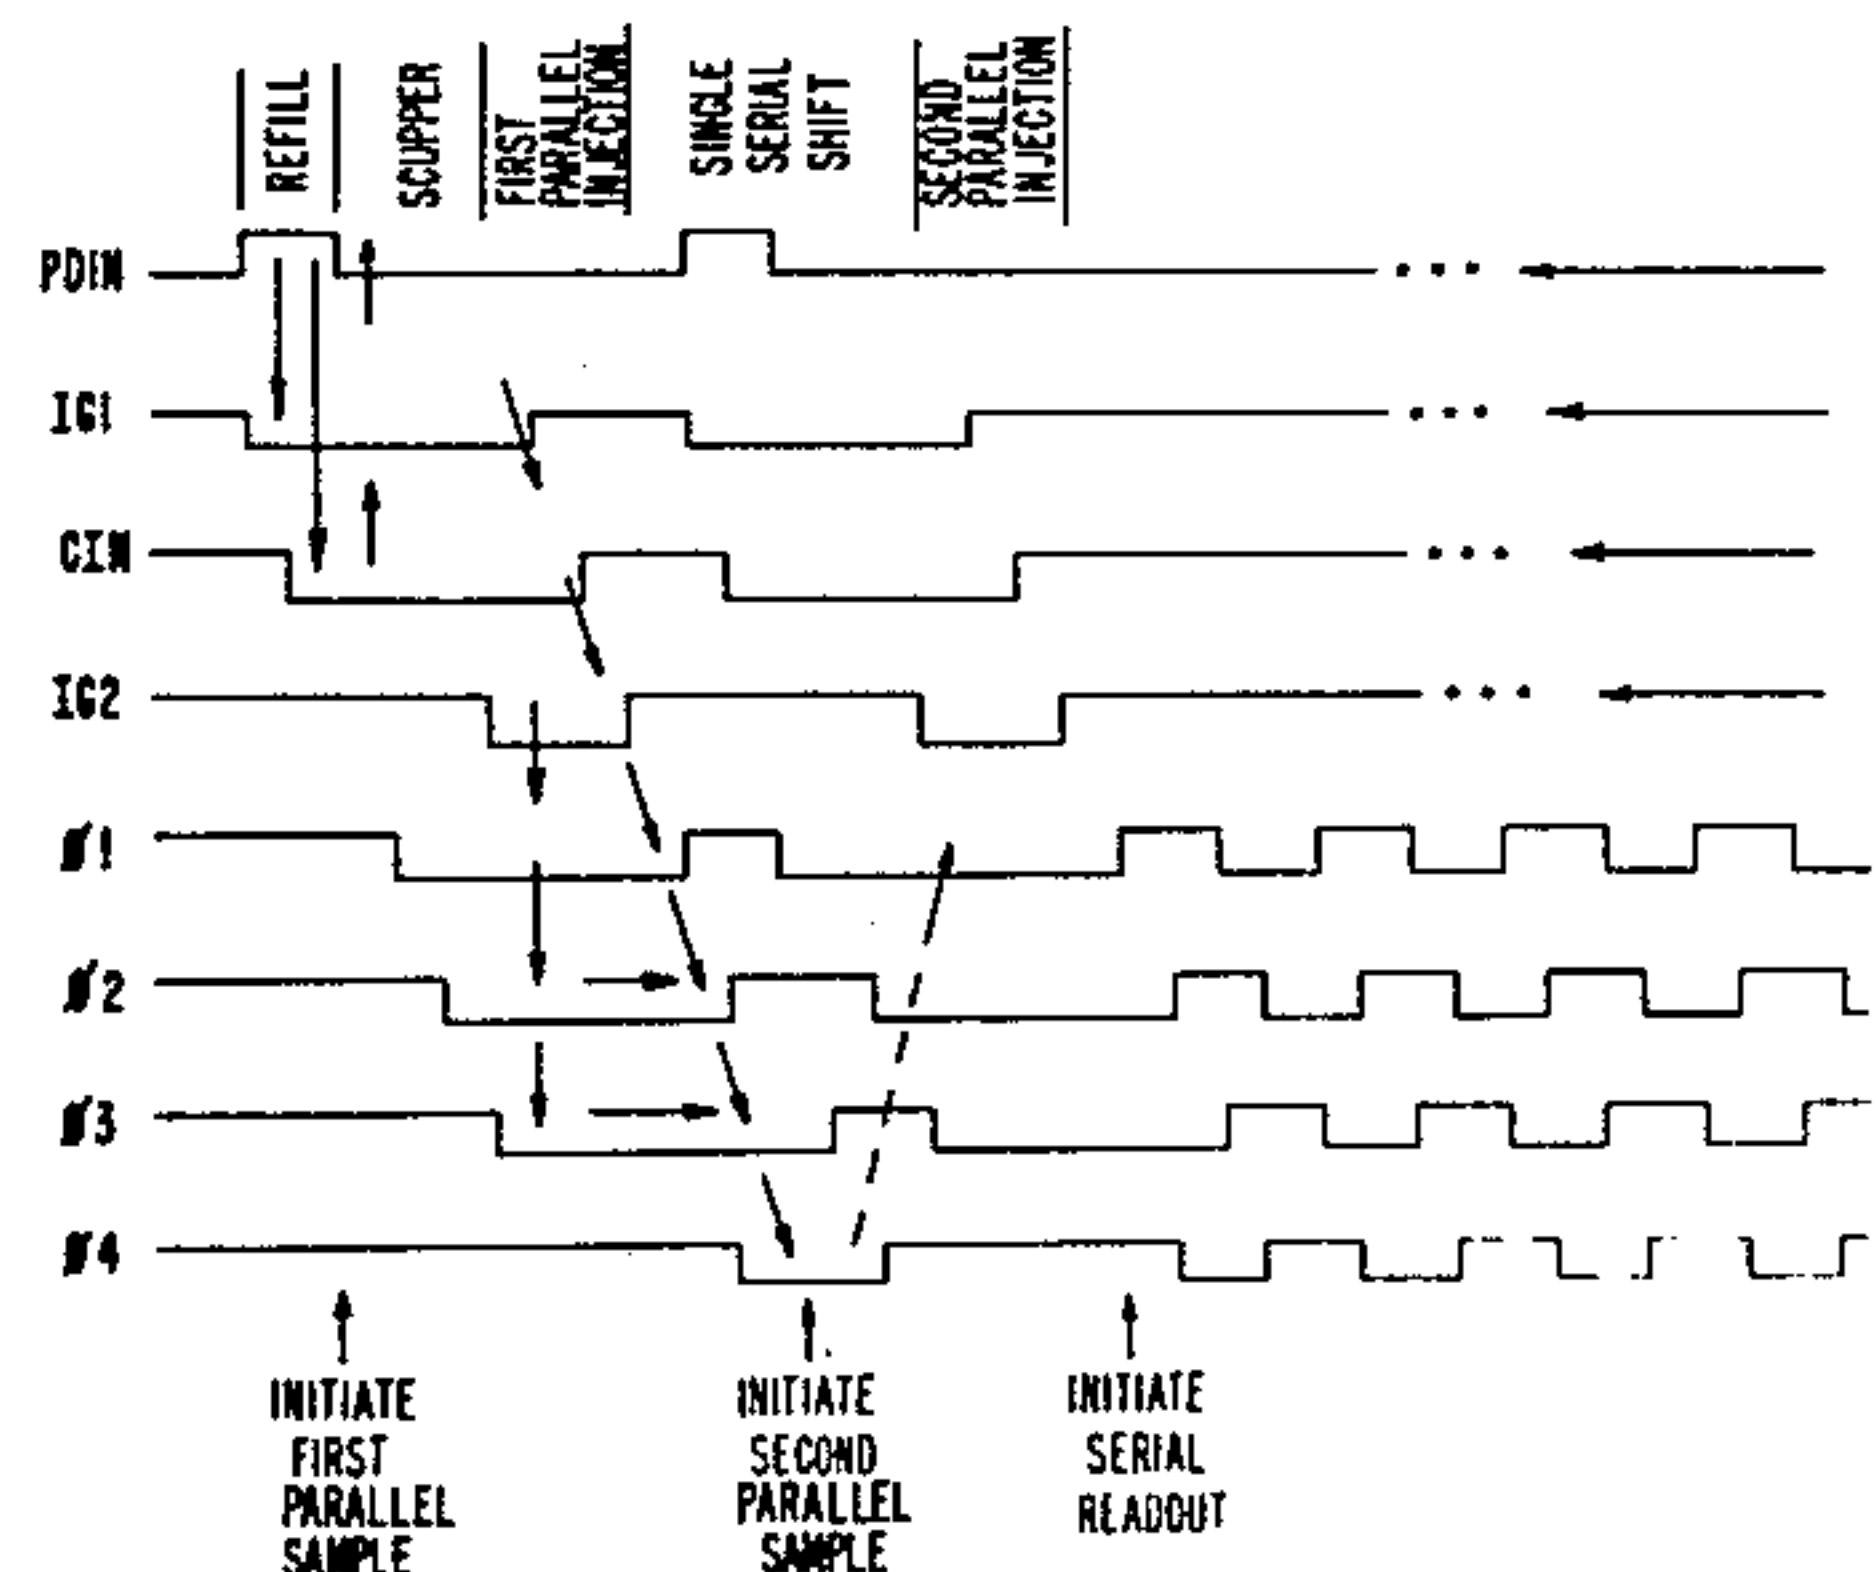 REFILL
SCUPPER
FIRST
PARALLEL
INJECTION
SINGLE
SERIAL
SHIFT
SECOND
PARALLEL
INJECTION
PDIN
IG1
CIN
IG2
Ø1
Ø2
Ø3
Ø4
INITIATE
FIRST
PARALLEL
SAMPLE
INITIATE
SECOND
PARALLEL
SAMPLE
INITIATE
SERIAL
READOUT